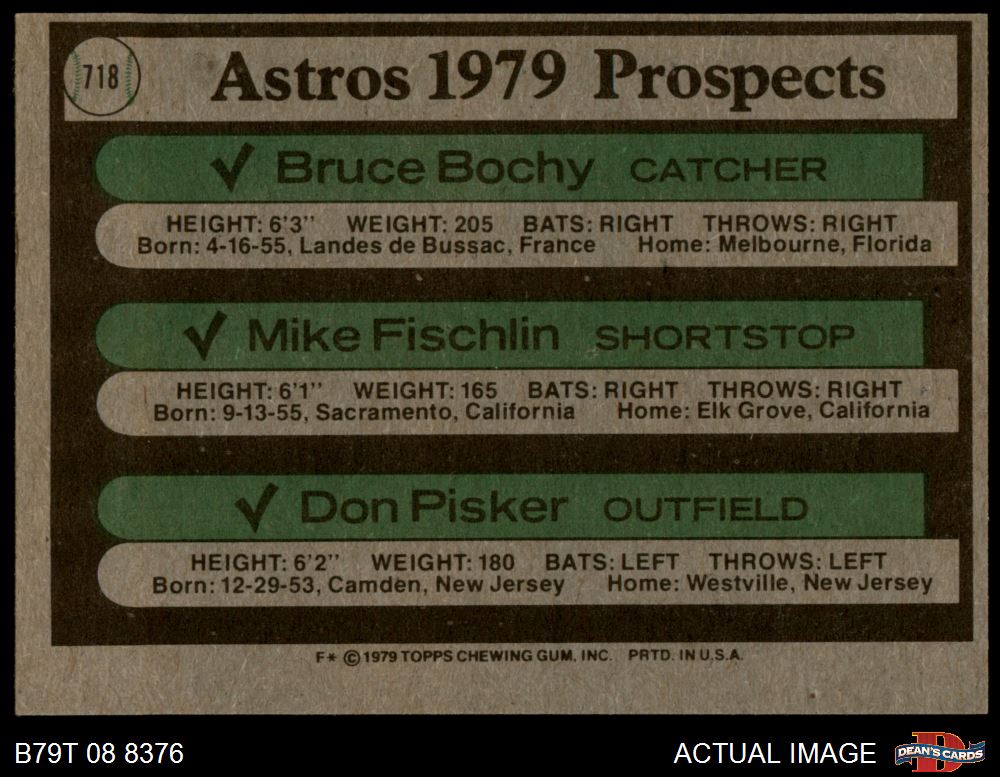 718
Astros 1979 Prospects
✓ Bruce Bochy CATCHER
HEIGHT: 6'3" WEIGHT: 205 BATS: RIGHT THROWS: RIGHT
Born: 4-16-55, Landes de Bussac, France Home: Melbourne, Florida
✓ Mike Fischlin SHORTSTOP
HEIGHT: 6'1" WEIGHT: 165 BATS: RIGHT THROWS: RIGHT
Born: 9-13-55, Sacramento, California Home: Elk Grove, California
✓ Don Pisker OUTFIELD
HEIGHT: 6'2" WEIGHT: 180 BATS: LEFT THROWS: LEFT
Born: 12-29-53, Camden, New Jersey Home: Westville, New Jersey
F* © 1979 TOPPS CHEWING GUM, INC. PRTD. IN U.S.A.
B79T 08 8376
ACTUAL IMAGE
D
DEAN'S CARDS